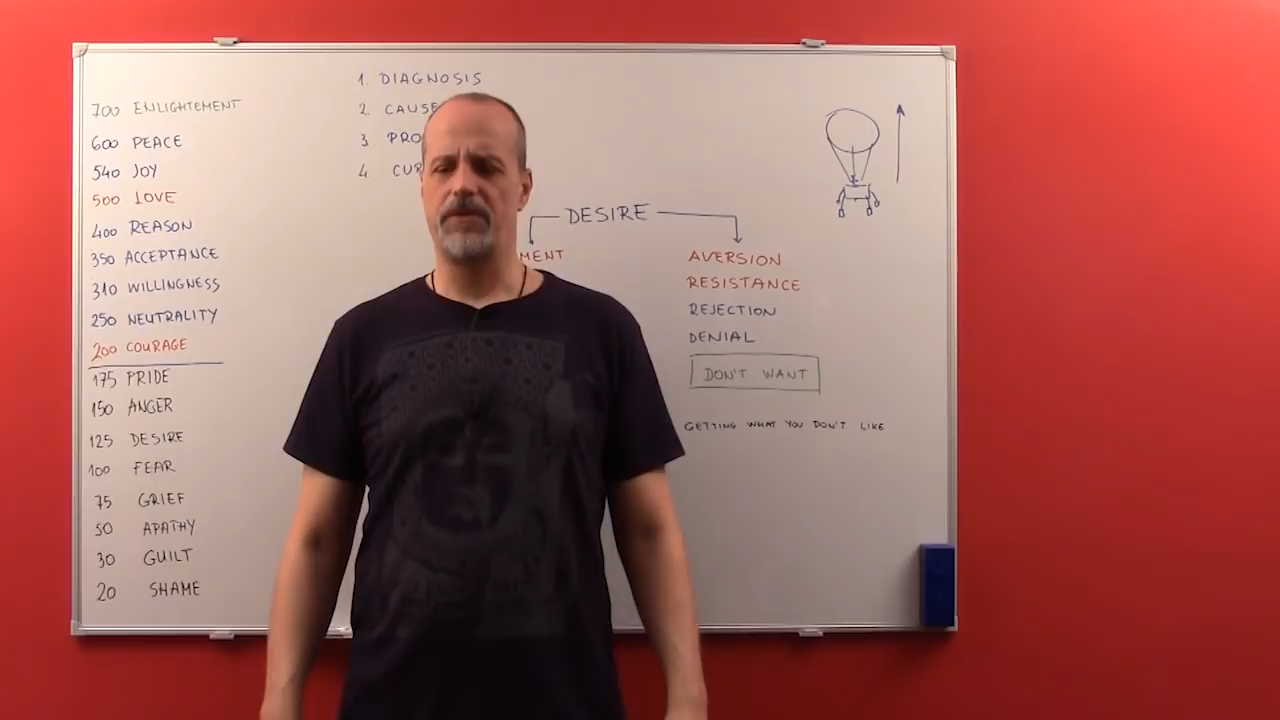 700 ENLIGHTEMENT
600 PEACE
540 JOY
500 LOVE
400 REASON
350 ACCEPTANCE
310 WILLINGNESS
250 NEUTRALITY
200 COURAGE
175 PRIDE
150 ANGER
125 DESIRE
100 FEAR
75 GRIEF
50 APATHY
30 GUILT
20 SHAME
1. DIAGNOSIS
2. CAUSE
3. PRO
4. CUR
DESIRE
MENT
AVERSION
RESISTANCE
REJECTION
DENIAL
DON'T WANT
GETTING WHAT YOU DON'T LIKE